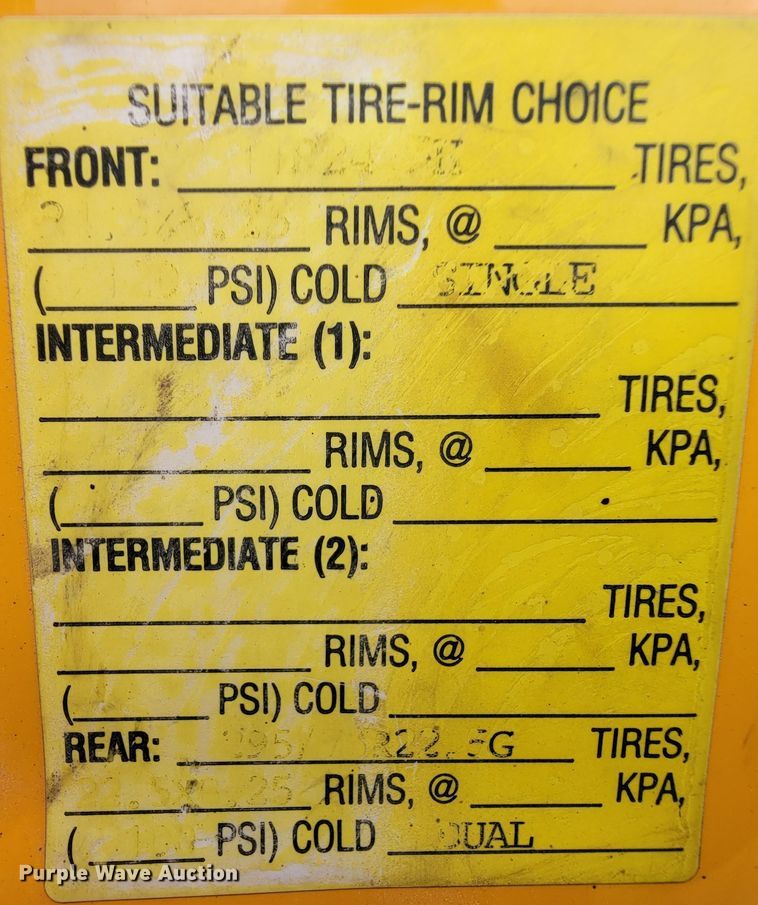 SUITABLE TIRE-RIM CHOICE
FRONT: TIRES,
RIMS, @ KPA,
( PSI) COLD SINGLE
INTERMEDIATE (1):
TIRES,
RIMS, @ KPA,
( PSI) COLD
INTERMEDIATE (2):
TIRES,
RIMS, @ KPA,
( PSI) COLD
REAR: TIRES,
RIMS, @ KPA,
( PSI) COLD DUAL
Purple Wave Auction